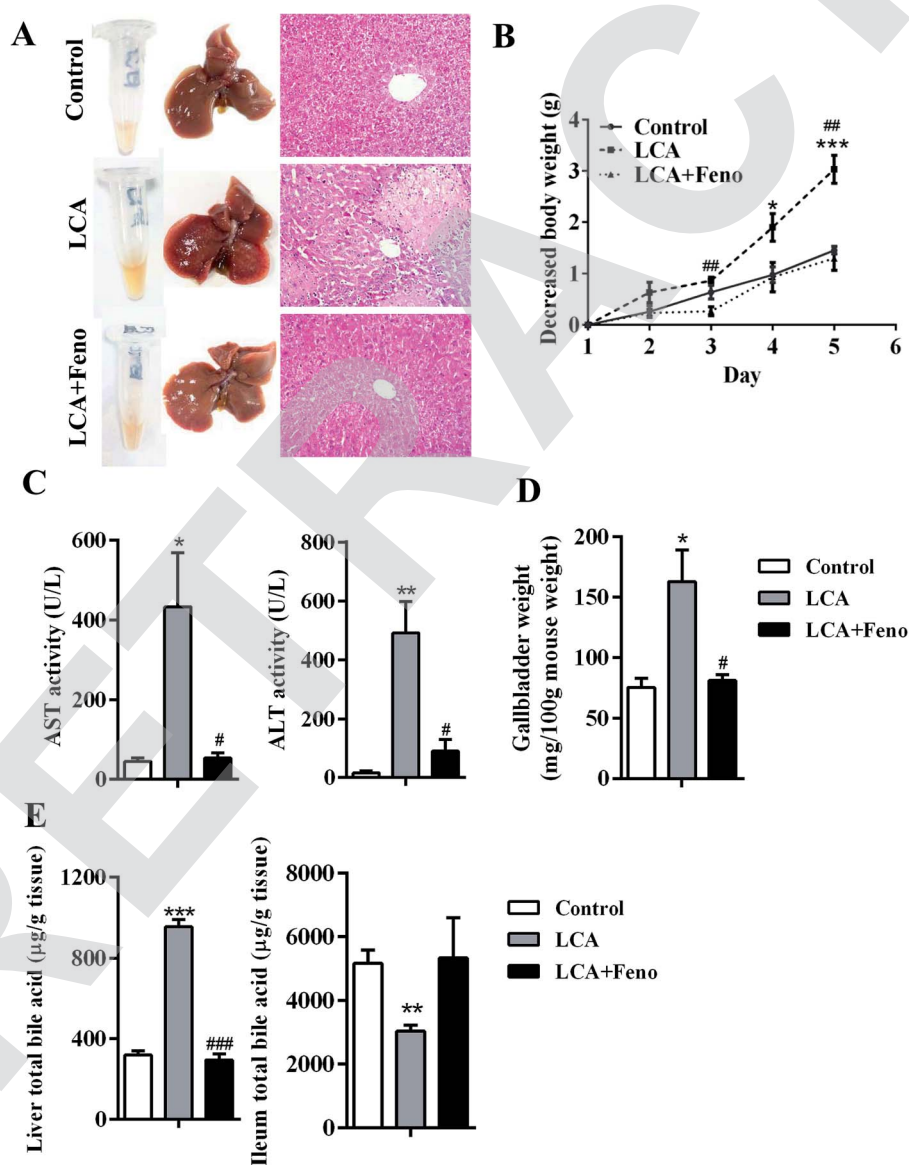 A
B
Control
LCA
LCA+Feno
Decreased body weight (g)
4
3
2
1
0
Control
LCA
LCA+Feno
##
***
*
##
1 2 3 4 5 6
Day
C
D
AST activity (U/L)
600
400
200
0
*
#
ALT activity (U/L)
800
600
400
200
0
**
#
Gallbladder weight
(mg/100g mouse weight)
200
150
100
50
0
*
#
Control
LCA
LCA+Feno
E
Liver total bile acid (µg/g tissue)
1200
800
400
0
***
###
Ileum total bile acid (µg/g tissue)
8000
6000
4000
2000
0
**
Control
LCA
LCA+Feno
RETRACT